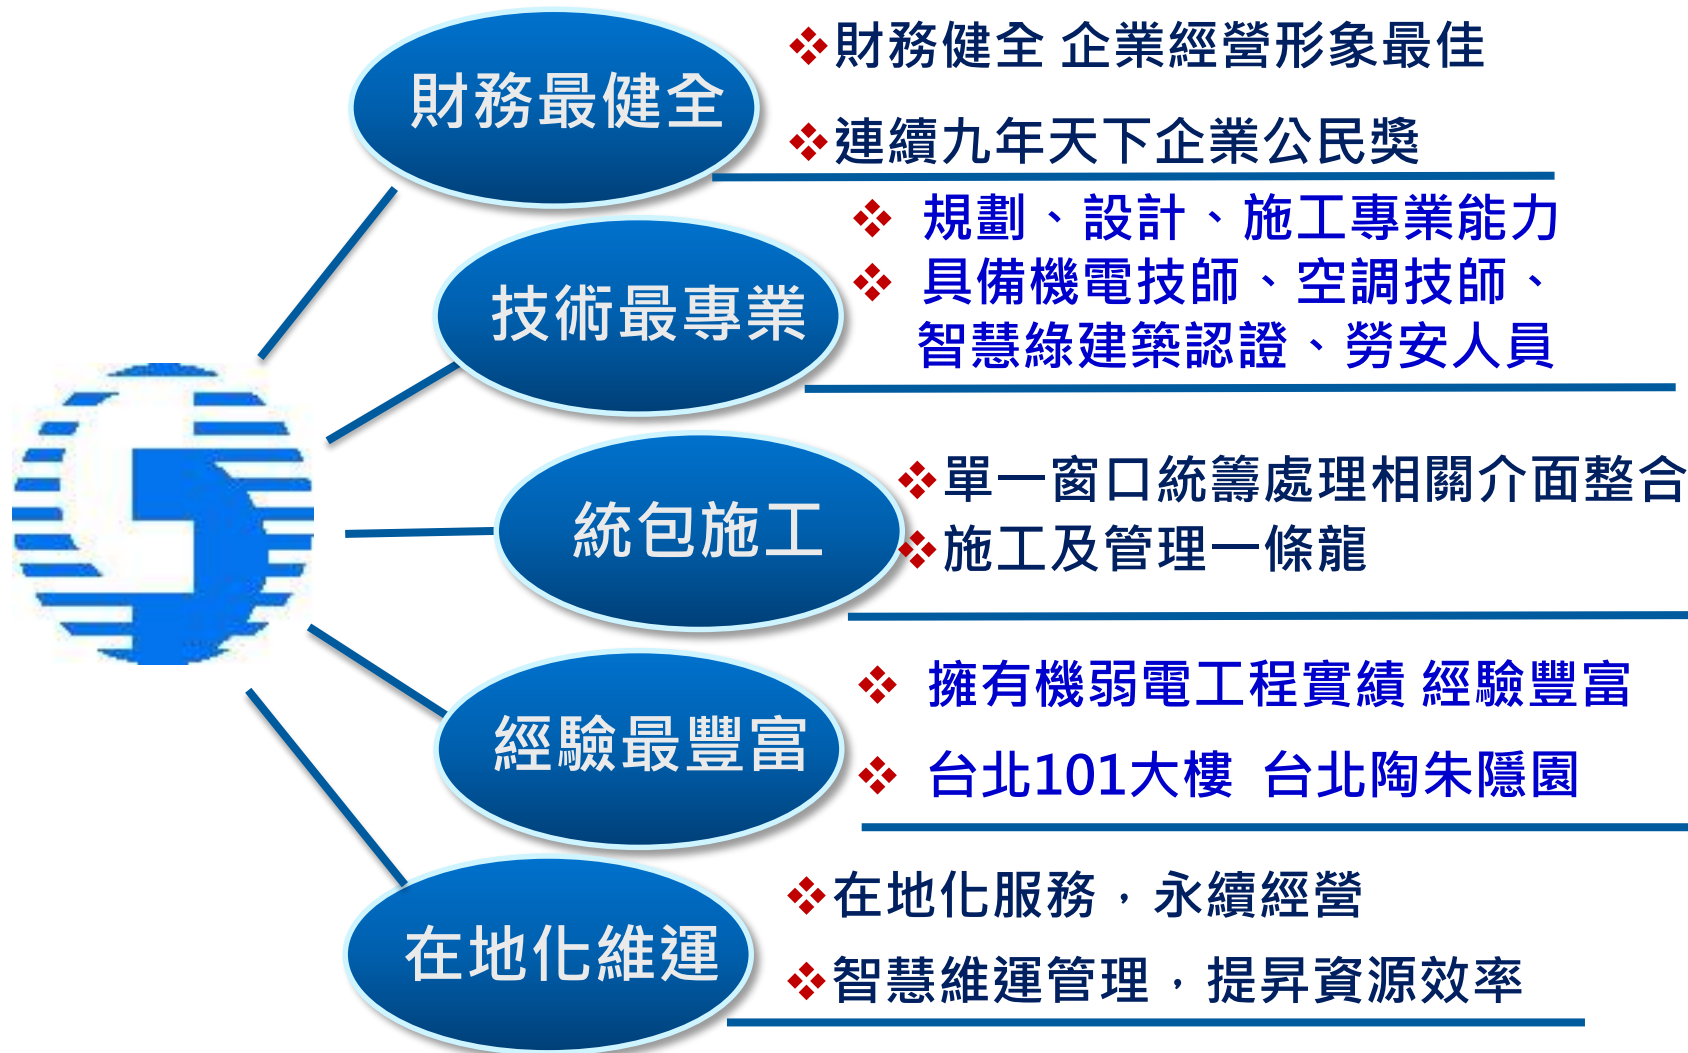 財務最健全
❖財務健全 企業經營形象最佳
❖連續九年天下企業公民獎
技術最專業
❖ 規劃、設計、施工專業能力
❖ 具備機電技師、空調技師、
智慧綠建築認證、勞安人員
統包施工
❖單一窗口統籌處理相關介面整合
❖施工及管理一條龍
經驗最豐富
❖ 擁有機弱電工程實績 經驗豐富
❖ 台北101大樓 台北陶朱隱園
在地化維運
❖在地化服務，永續經營
❖智慧維運管理，提昇資源效率